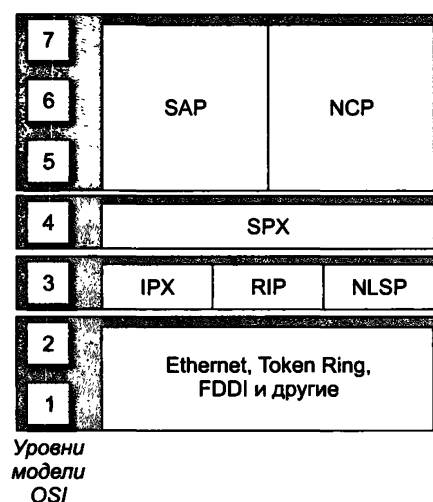 7
6
SAP
NCP
5
4
SPX
3
IPX
RIP
NLSP
2
Ethernet, Token Ring,
FDDI и другие
1
Уровни
модели
OSI